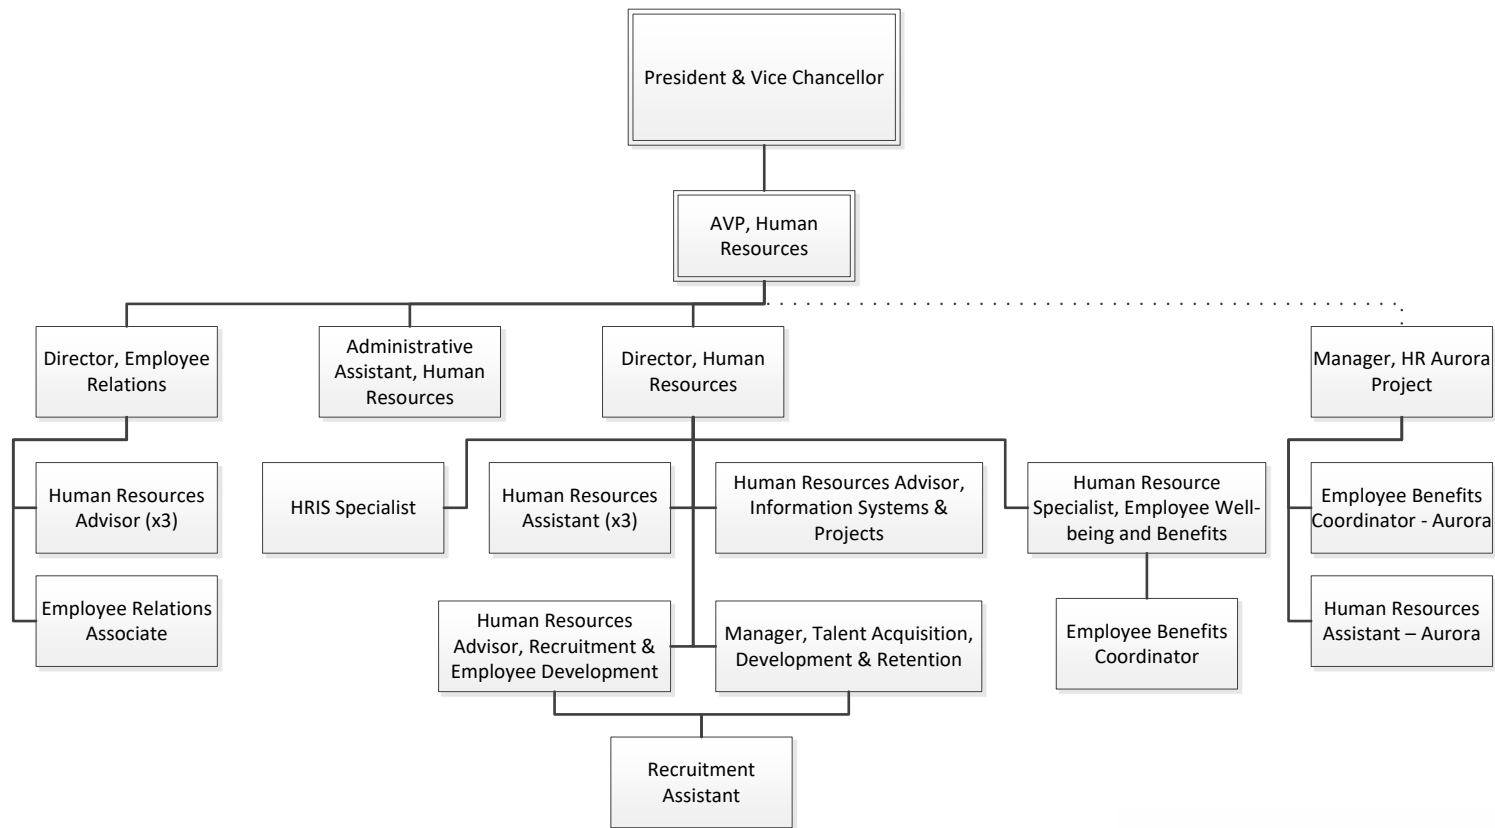 President & Vice Chancellor
AVP, Human
Resources
Director, Employee
Relations
Administrative
Assistant, Human
Resources
Director, Human
Resources
Manager, HR Aurora
Project
Human Resources
Advisor (x3)
HRIS Specialist
Human Resources
Assistant (x3)
Human Resources Advisor,
Information Systems &
Projects
Human Resource
Specialist, Employee Well-
being and Benefits
Employee Benefits
Coordinator - Aurora
Employee Relations
Associate
Human Resources
Advisor, Recruitment &
Employee Development
Manager, Talent Acquisition,
Development & Retention
Employee Benefits
Coordinator
Human Resources
Assistant – Aurora
Recruitment
Assistant